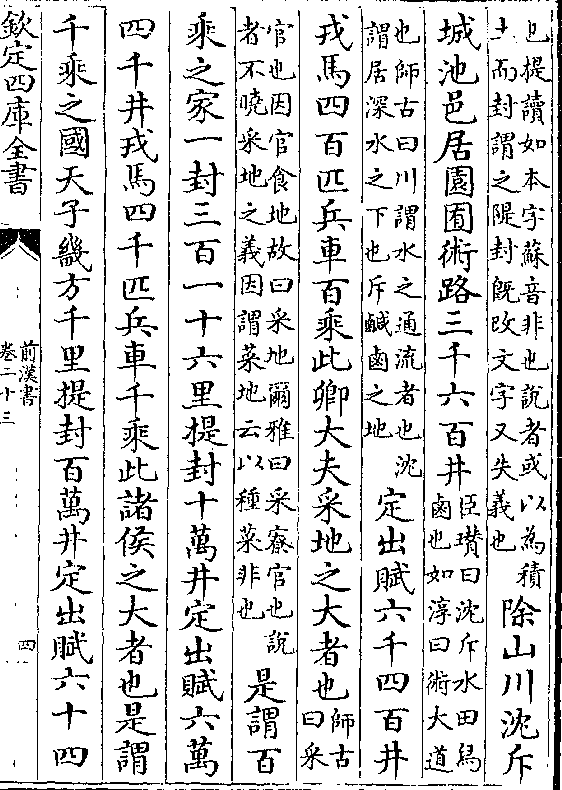 也提讀如本字蘇音非也説者或以為積
土而封謂之隄封旣改文字又失義也
除山川沈斥
城池邑居園囿術路三千六百井
臣瓚曰沈斥水田舄
鹵也如淳曰術大道
也師古曰川謂水之通流者也沈
謂居深水之下也斥鹹鹵之地
定出賦六千四百井
戎馬四百匹兵車百乘此卿大夫采地之大者也
師古
曰采
官也因官食地故曰采地爾雅曰采寮官也説
者不曉采地之義因謂菜地云以種菜非也
是謂百
乘之家一封三百一十六里提封十萬井定出賦六萬
四千井戎馬四千匹兵車千乘此諸侯之大者也是謂
千乘之國天子畿方千里提封百萬井定出賦六十四
欽定四庫全書
前漢書
卷二十三
四